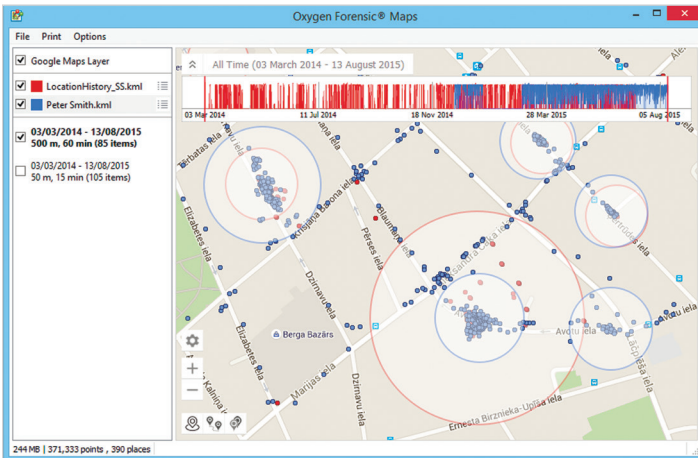 Oxygen Forensic® Maps
File Print Options
Google Maps Layer
LocationHistory_SS.kml
Peter Smith.kml
03/03/2014 - 13/08/2015
500 m, 60 min (85 items)
03/03/2014 - 13/08/2015
50 m, 15 min (105 items)
All Time (03 March 2014 - 13 August 2015)
03 Mar 2014
11 Jul 2014
18 Nov 2014
28 Mar 2015
05 Aug 2015
Elizabetes iela
Krišjāņa Barona iela
Pērses iela
Blaumaņa iela
Dzirnavu iela
Elizabetes iela
Berga Bazārs
Marijas iela
Dzirnavu iela
Avotu iela
Avotu iela
Ernesta Birznieka-Upīša iela
244 MB | 371,333 points , 390 places